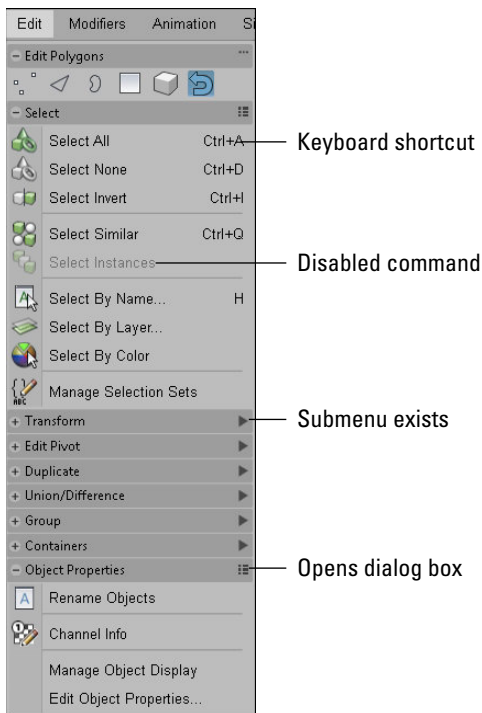 Edit Modifiers Animation Si
− Edit Polygons
− Select
Select All Ctrl+A
Keyboard shortcut
Select None Ctrl+D
Select Invert Ctrl+I
Select Similar Ctrl+Q
Select Instances
Disabled command
Select By Name... H
Select By Layer...
Select By Color
ABC
Manage Selection Sets
+ Transform
Submenu exists
+ Edit Pivot
+ Duplicate
+ Union/Difference
+ Group
+ Containers
− Object Properties
Opens dialog box
A Rename Objects
Channel Info
Manage Object Display
Edit Object Properties...